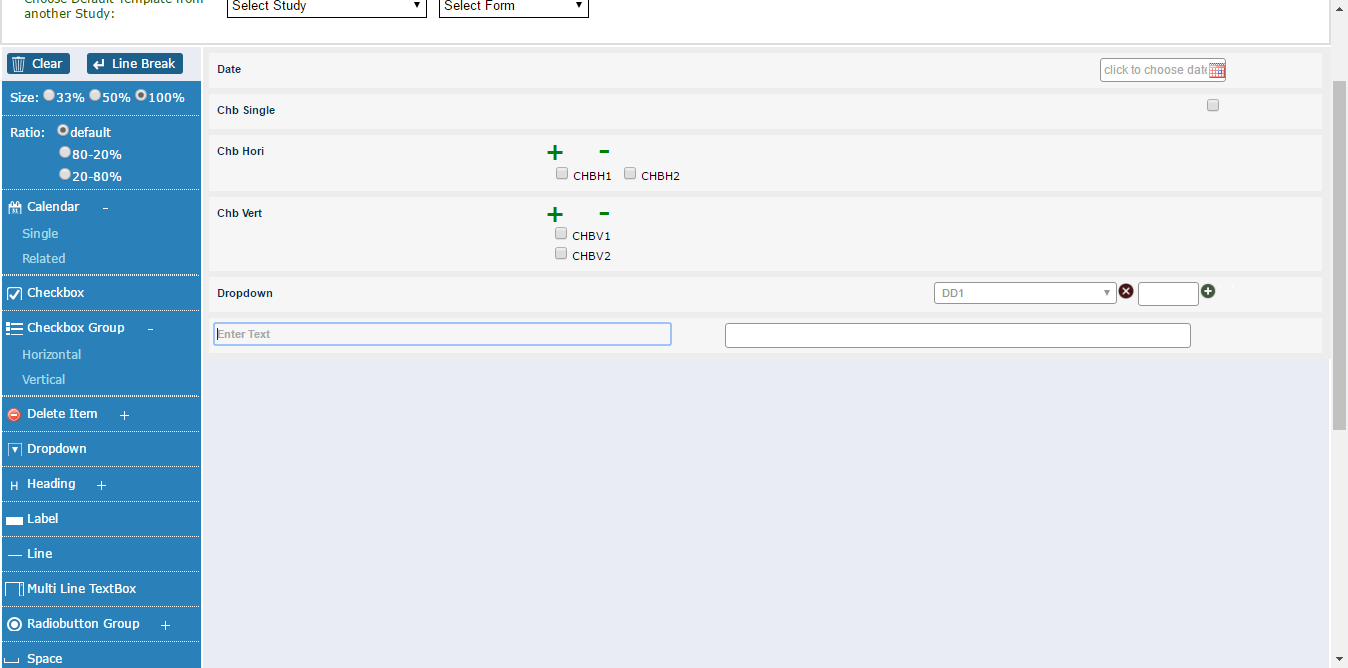 Choose Default Template from
another Study:
Select Study
Select Form
Clear
Line Break
Size: 33% 50% 100%
Ratio: default
80-20%
20-80%
Calendar -
Single
Related
Checkbox
Checkbox Group -
Horizontal
Vertical
Delete Item +
Dropdown
H Heading +
Label
Line
Multi Line TextBox
Radiobutton Group +
Space
Date
click to choose date
Chb Single
Chb Hori
+ -
CHBH1 CHBH2
Chb Vert
+ -
CHBV1
CHBV2
Dropdown
DD1
Enter Text